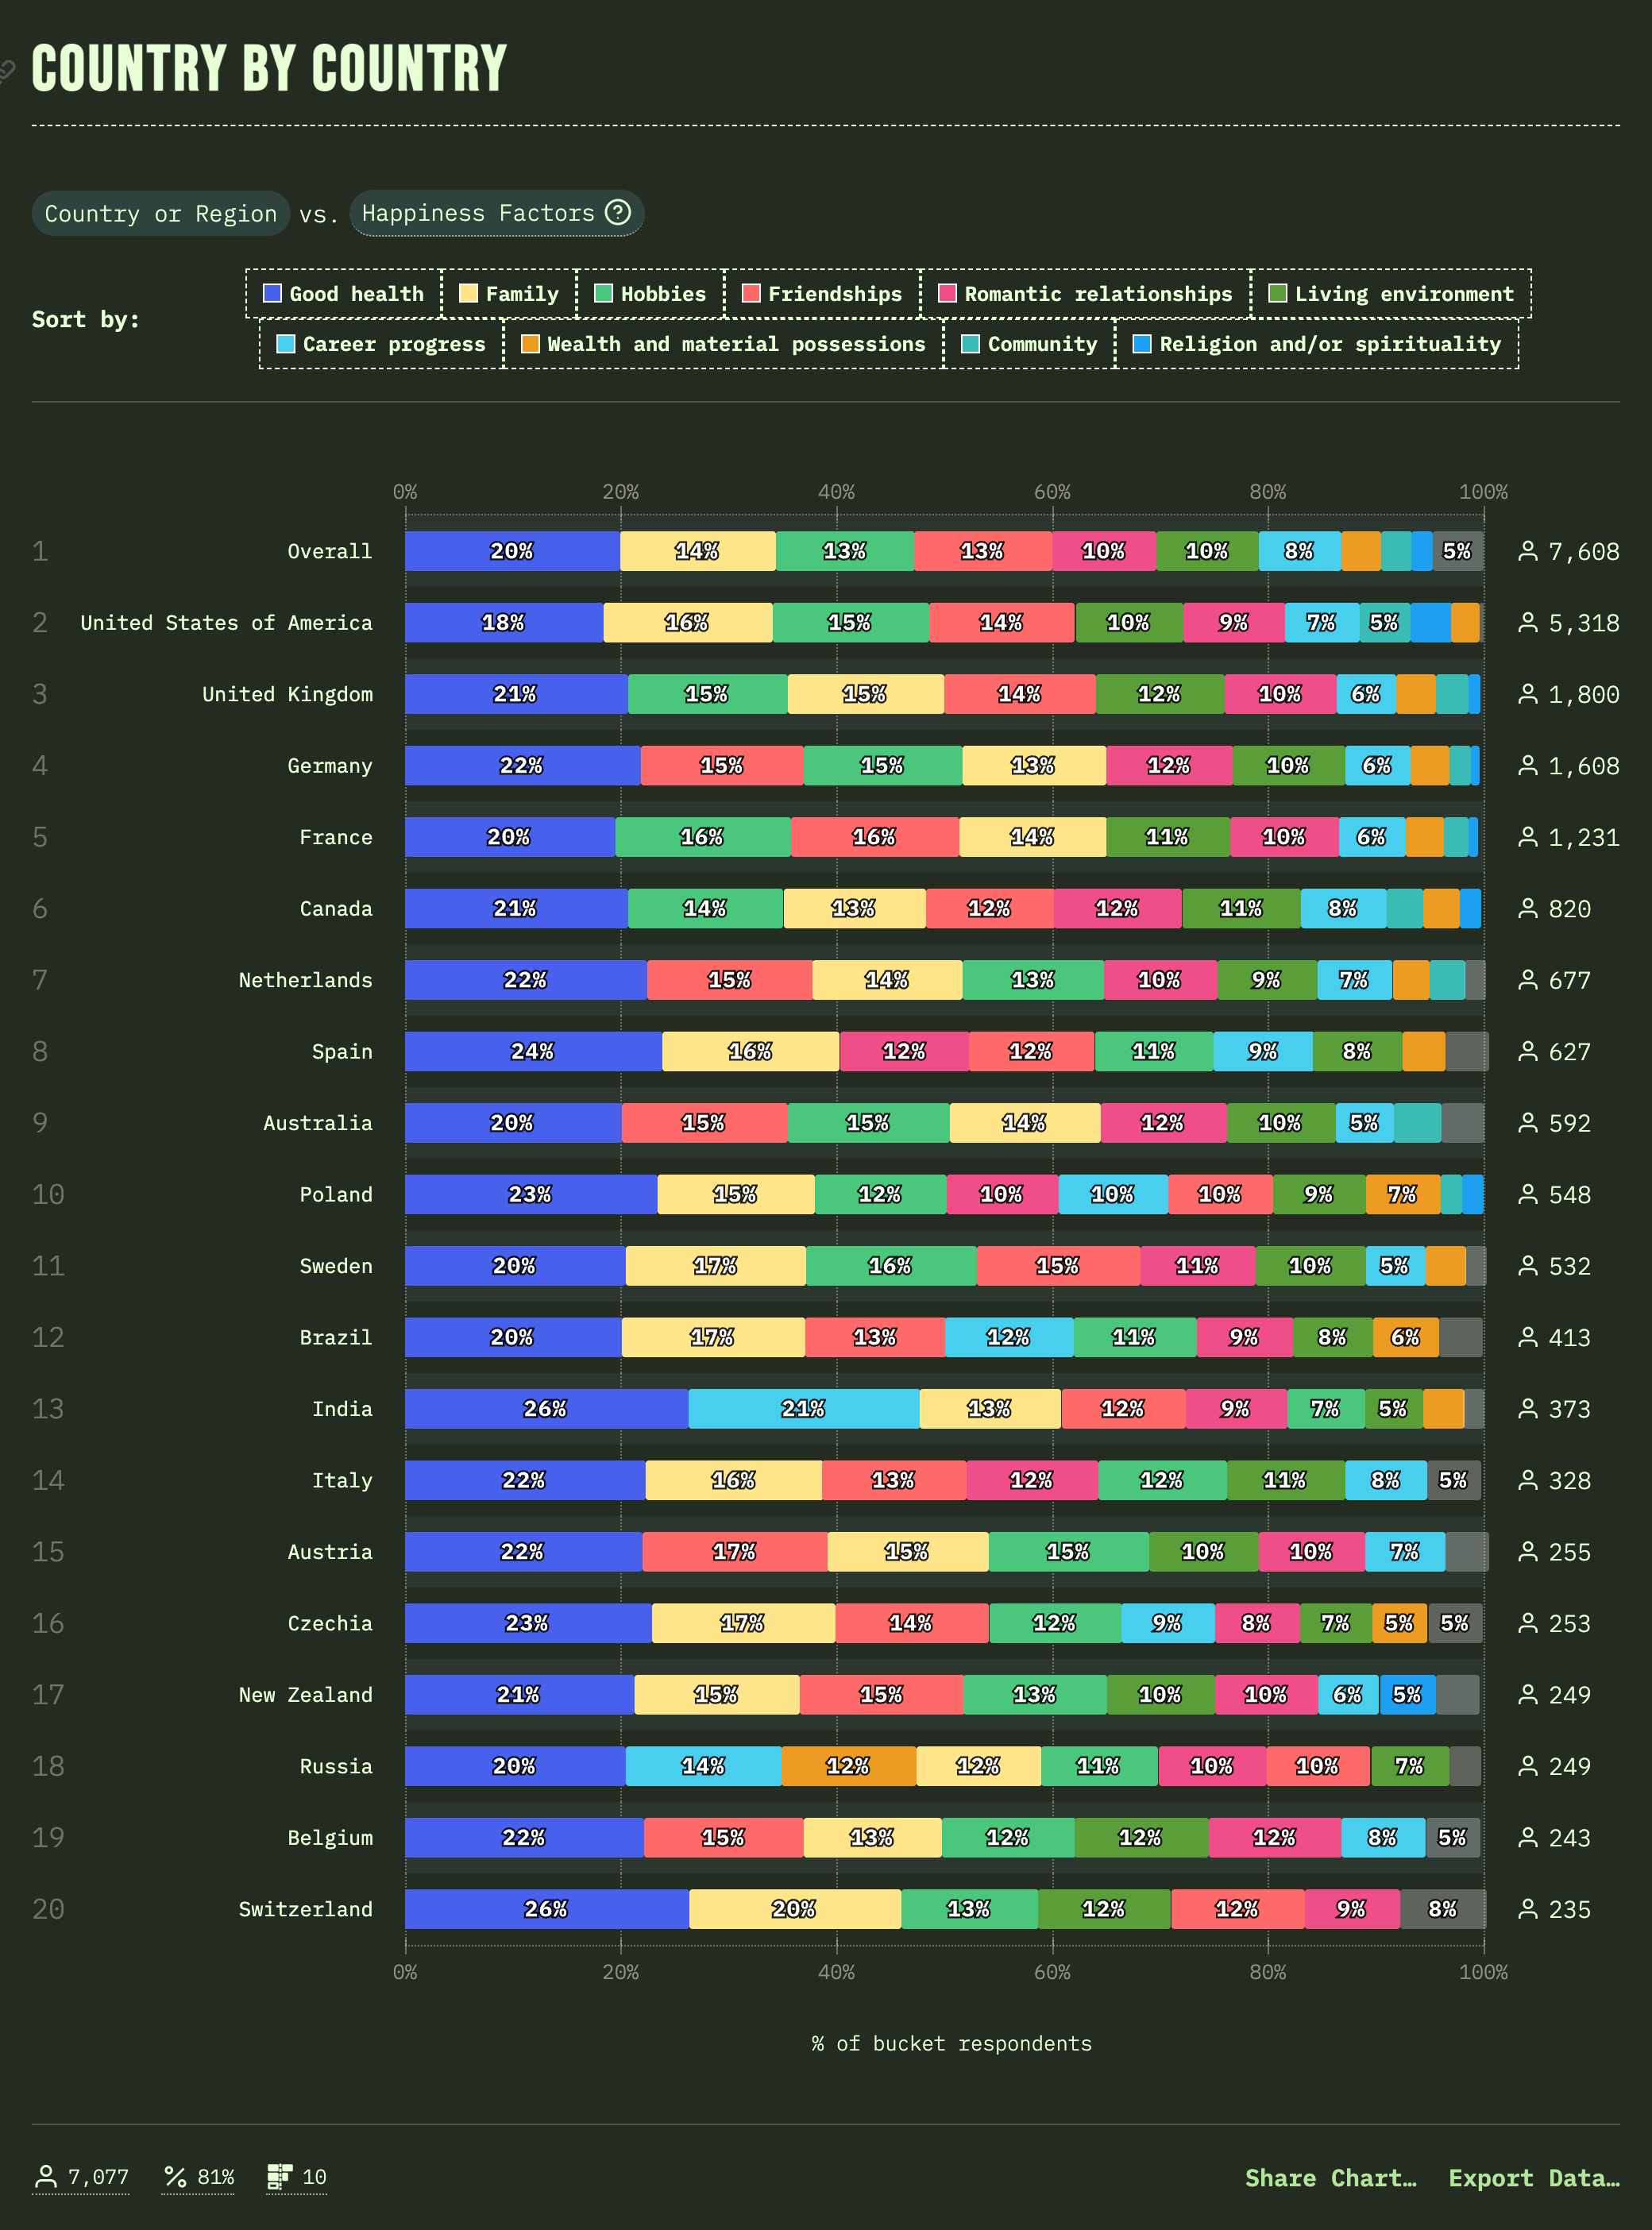 COUNTRY BY COUNTRY
Country or Region vs. Happiness Factors ?
Sort by:
Good health Family Hobbies Friendships Romantic relationships Living environment
Career progress Wealth and material possessions Community Religion and/or spirituality
0% 20% 40% 60% 80% 100%
1 Overall 20% 14% 13% 13% 10% 10% 8% 5% 7,608
2 United States of America 18% 16% 15% 14% 10% 9% 7% 5% 5,318
3 United Kingdom 21% 15% 15% 14% 12% 10% 6% 1,800
4 Germany 22% 15% 15% 13% 12% 10% 6% 1,608
5 France 20% 16% 16% 14% 11% 10% 6% 1,231
6 Canada 21% 14% 13% 12% 12% 11% 8% 820
7 Netherlands 22% 15% 14% 13% 10% 9% 7% 677
8 Spain 24% 16% 12% 12% 11% 9% 8% 627
9 Australia 20% 15% 15% 14% 12% 10% 5% 592
10 Poland 23% 15% 12% 10% 10% 10% 9% 7% 548
11 Sweden 20% 17% 16% 15% 11% 10% 5% 532
12 Brazil 20% 17% 13% 12% 11% 9% 8% 6% 413
13 India 26% 21% 13% 12% 9% 7% 5% 373
14 Italy 22% 16% 13% 12% 12% 11% 8% 5% 328
15 Austria 22% 17% 15% 15% 10% 10% 7% 255
16 Czechia 23% 17% 14% 12% 9% 8% 7% 5% 5% 253
17 New Zealand 21% 15% 15% 13% 10% 10% 6% 5% 249
18 Russia 20% 14% 12% 12% 11% 10% 10% 7% 249
19 Belgium 22% 15% 13% 12% 12% 12% 8% 5% 243
20 Switzerland 26% 20% 13% 12% 12% 9% 8% 235
0% 20% 40% 60% 80% 100%
% of bucket respondents
7,077 % 81% 10 Share Chart… Export Data…